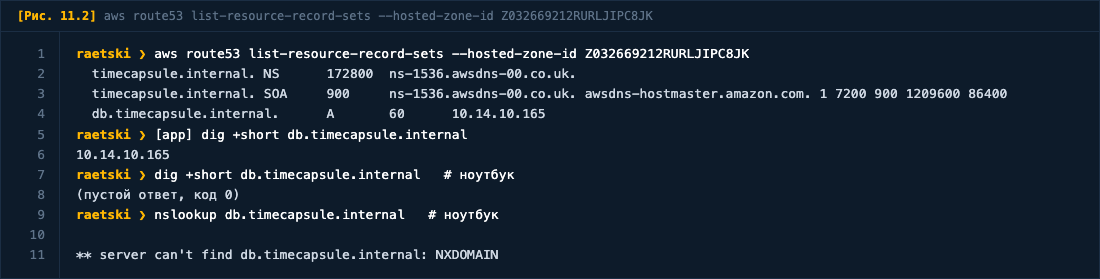 [Рис. 11.2] aws route53 list-resource-record-sets --hosted-zone-id Z032669212RURLJIPC8JK
1 raetski ❯ aws route53 list-resource-record-sets --hosted-zone-id Z032669212RURLJIPC8JK
2 timecapsule.internal. NS 172800 ns-1536.awsdns-00.co.uk.
3 timecapsule.internal. SOA 900 ns-1536.awsdns-00.co.uk. awsdns-hostmaster.amazon.com. 1 7200 900 1209600 86400
4 db.timecapsule.internal. A 60 10.14.10.165
5 raetski ❯ [app] dig +short db.timecapsule.internal
6 10.14.10.165
7 raetski ❯ dig +short db.timecapsule.internal # ноутбук
8 (пустой ответ, код 0)
9 raetski ❯ nslookup db.timecapsule.internal # ноутбук
10
11 ** server can't find db.timecapsule.internal: NXDOMAIN